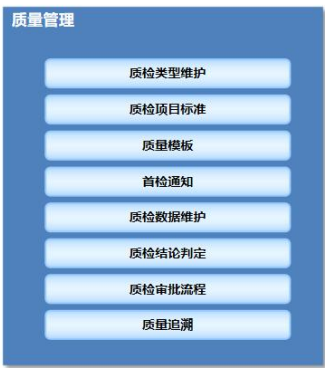 质量管理
质检类型维护
质检项目标准
质量模板
首检通知
质检数据维护
质检结论判定
质检审批流程
质量追溯